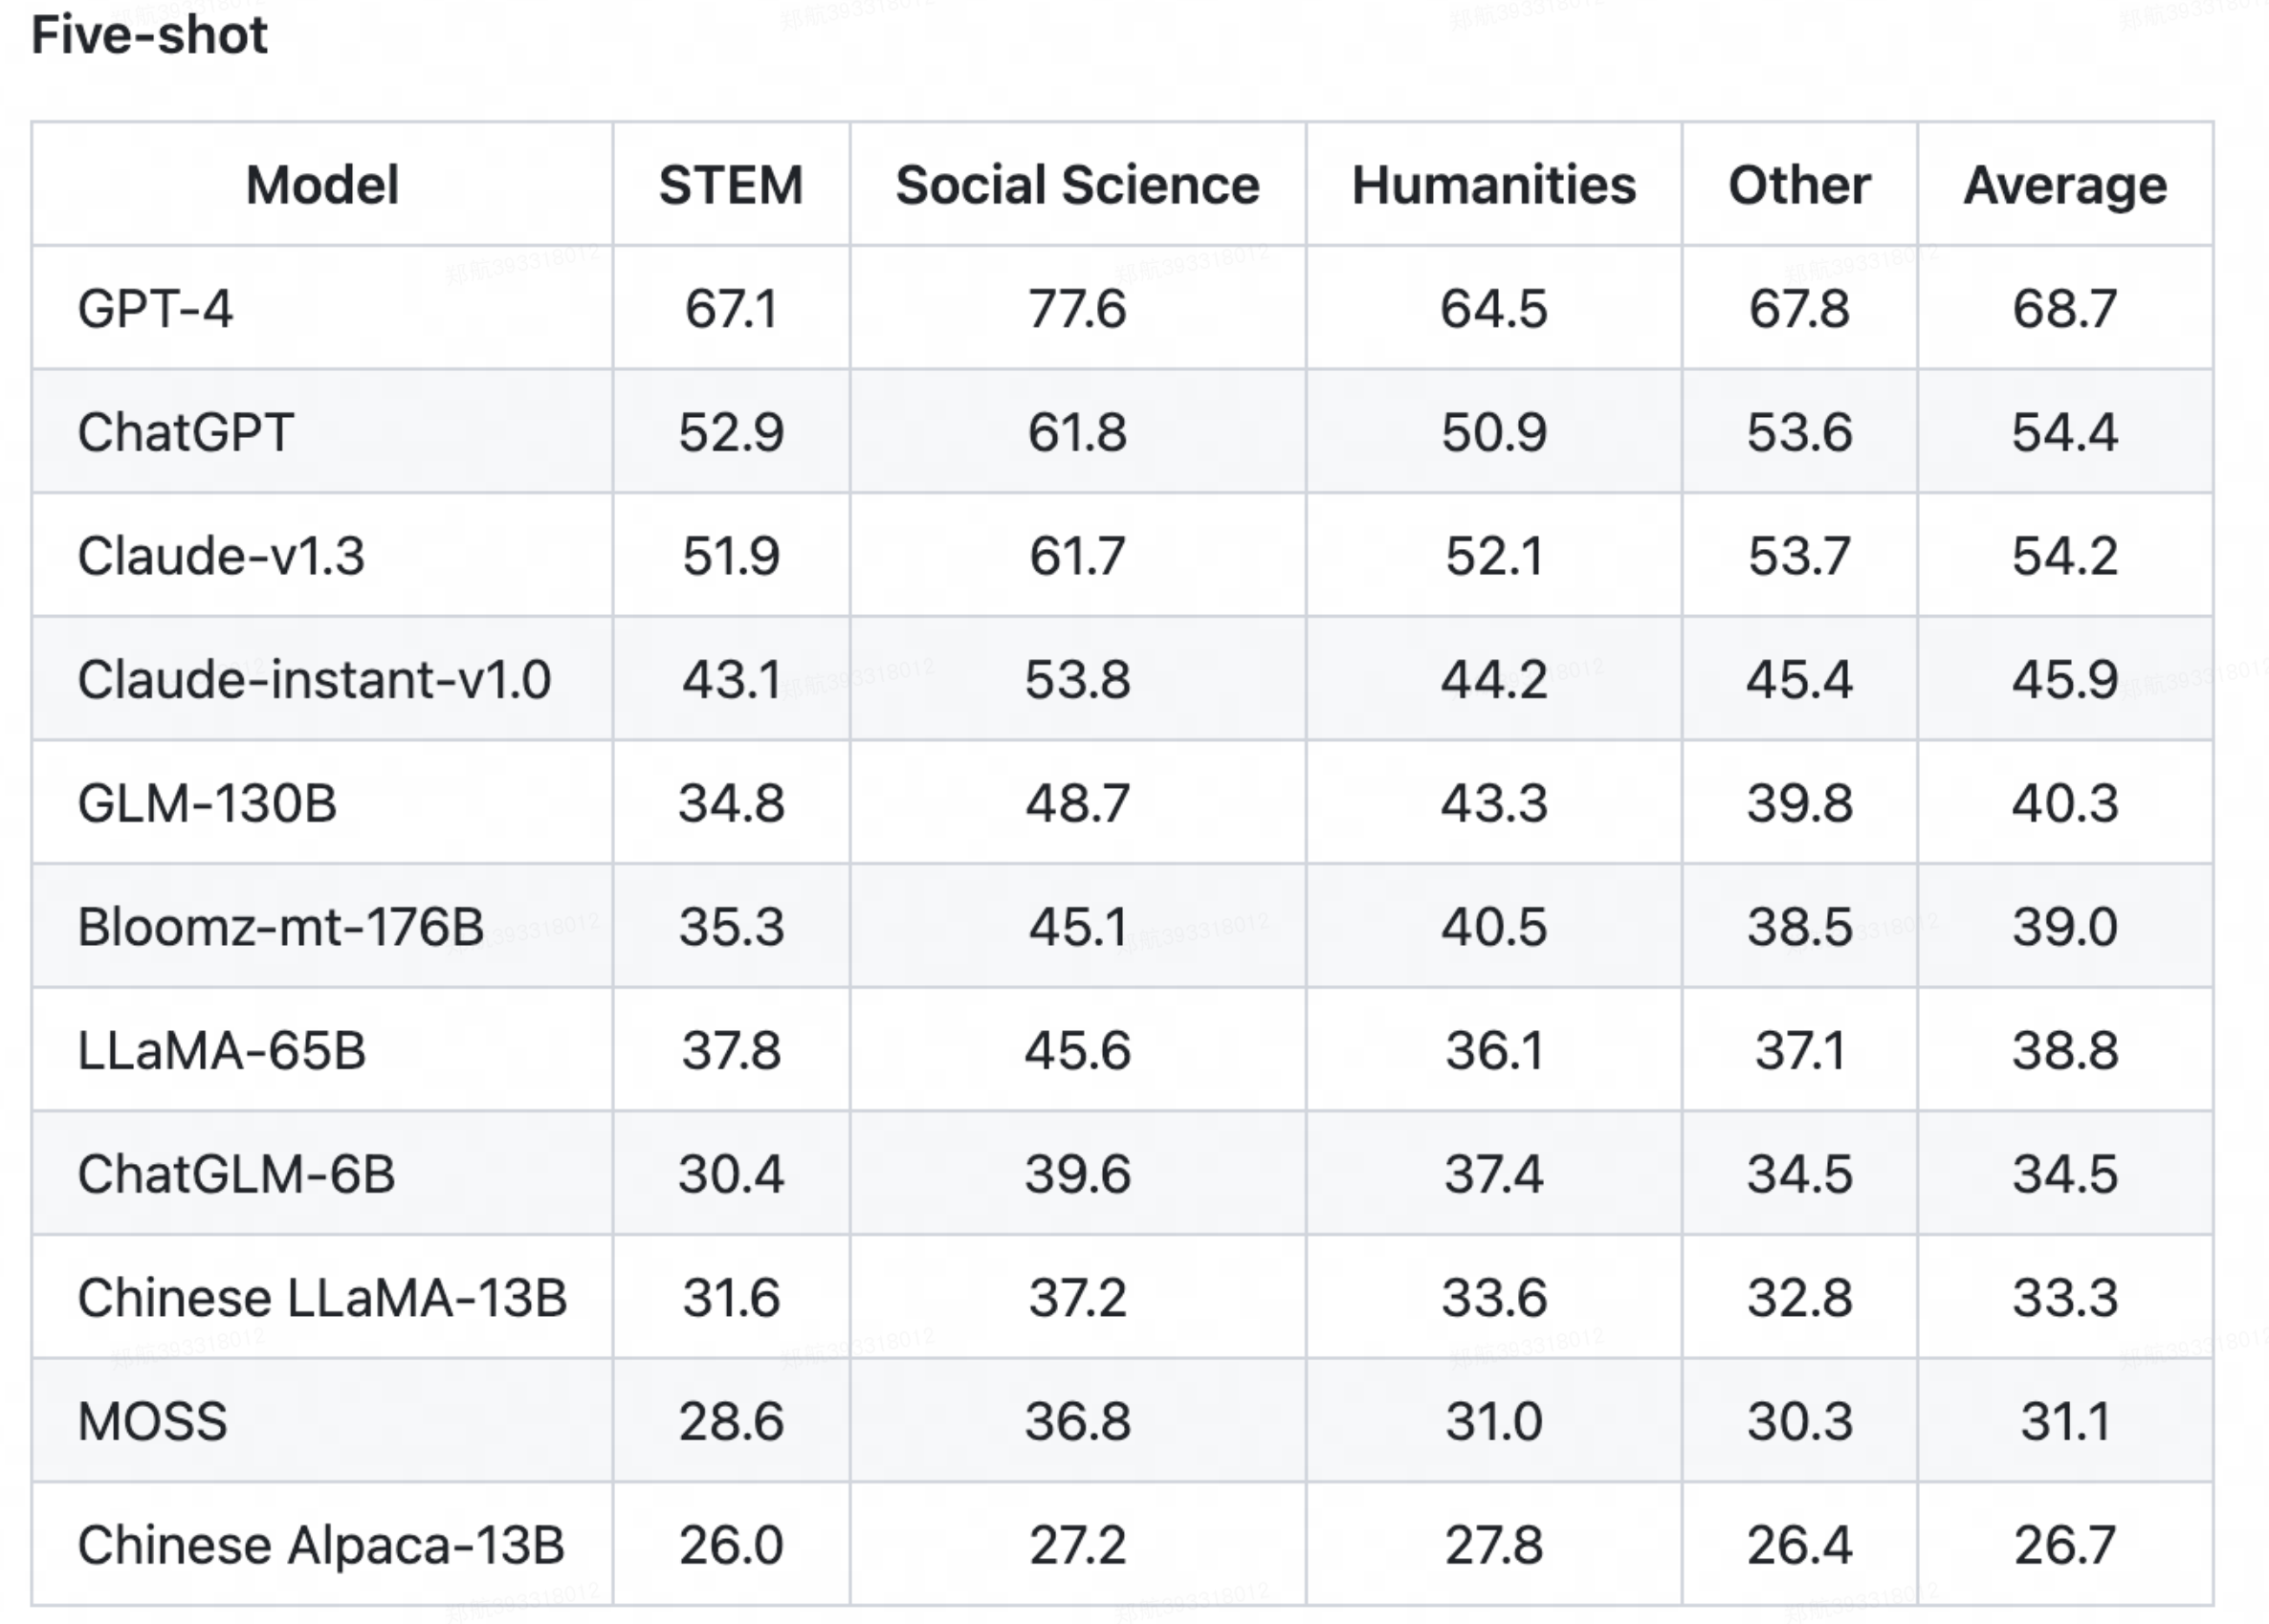 Five-shot
Model STEM Social Science Humanities Other Average
GPT-4 67.1 77.6 64.5 67.8 68.7
ChatGPT 52.9 61.8 50.9 53.6 54.4
Claude-v1.3 51.9 61.7 52.1 53.7 54.2
Claude-instant-v1.0 43.1 53.8 44.2 45.4 45.9
GLM-130B 34.8 48.7 43.3 39.8 40.3
Bloomz-mt-176B 35.3 45.1 40.5 38.5 39.0
LLaMA-65B 37.8 45.6 36.1 37.1 38.8
ChatGLM-6B 30.4 39.6 37.4 34.5 34.5
Chinese LLaMA-13B 31.6 37.2 33.6 32.8 33.3
MOSS 28.6 36.8 31.0 30.3 31.1
Chinese Alpaca-13B 26.0 27.2 27.8 26.4 26.7